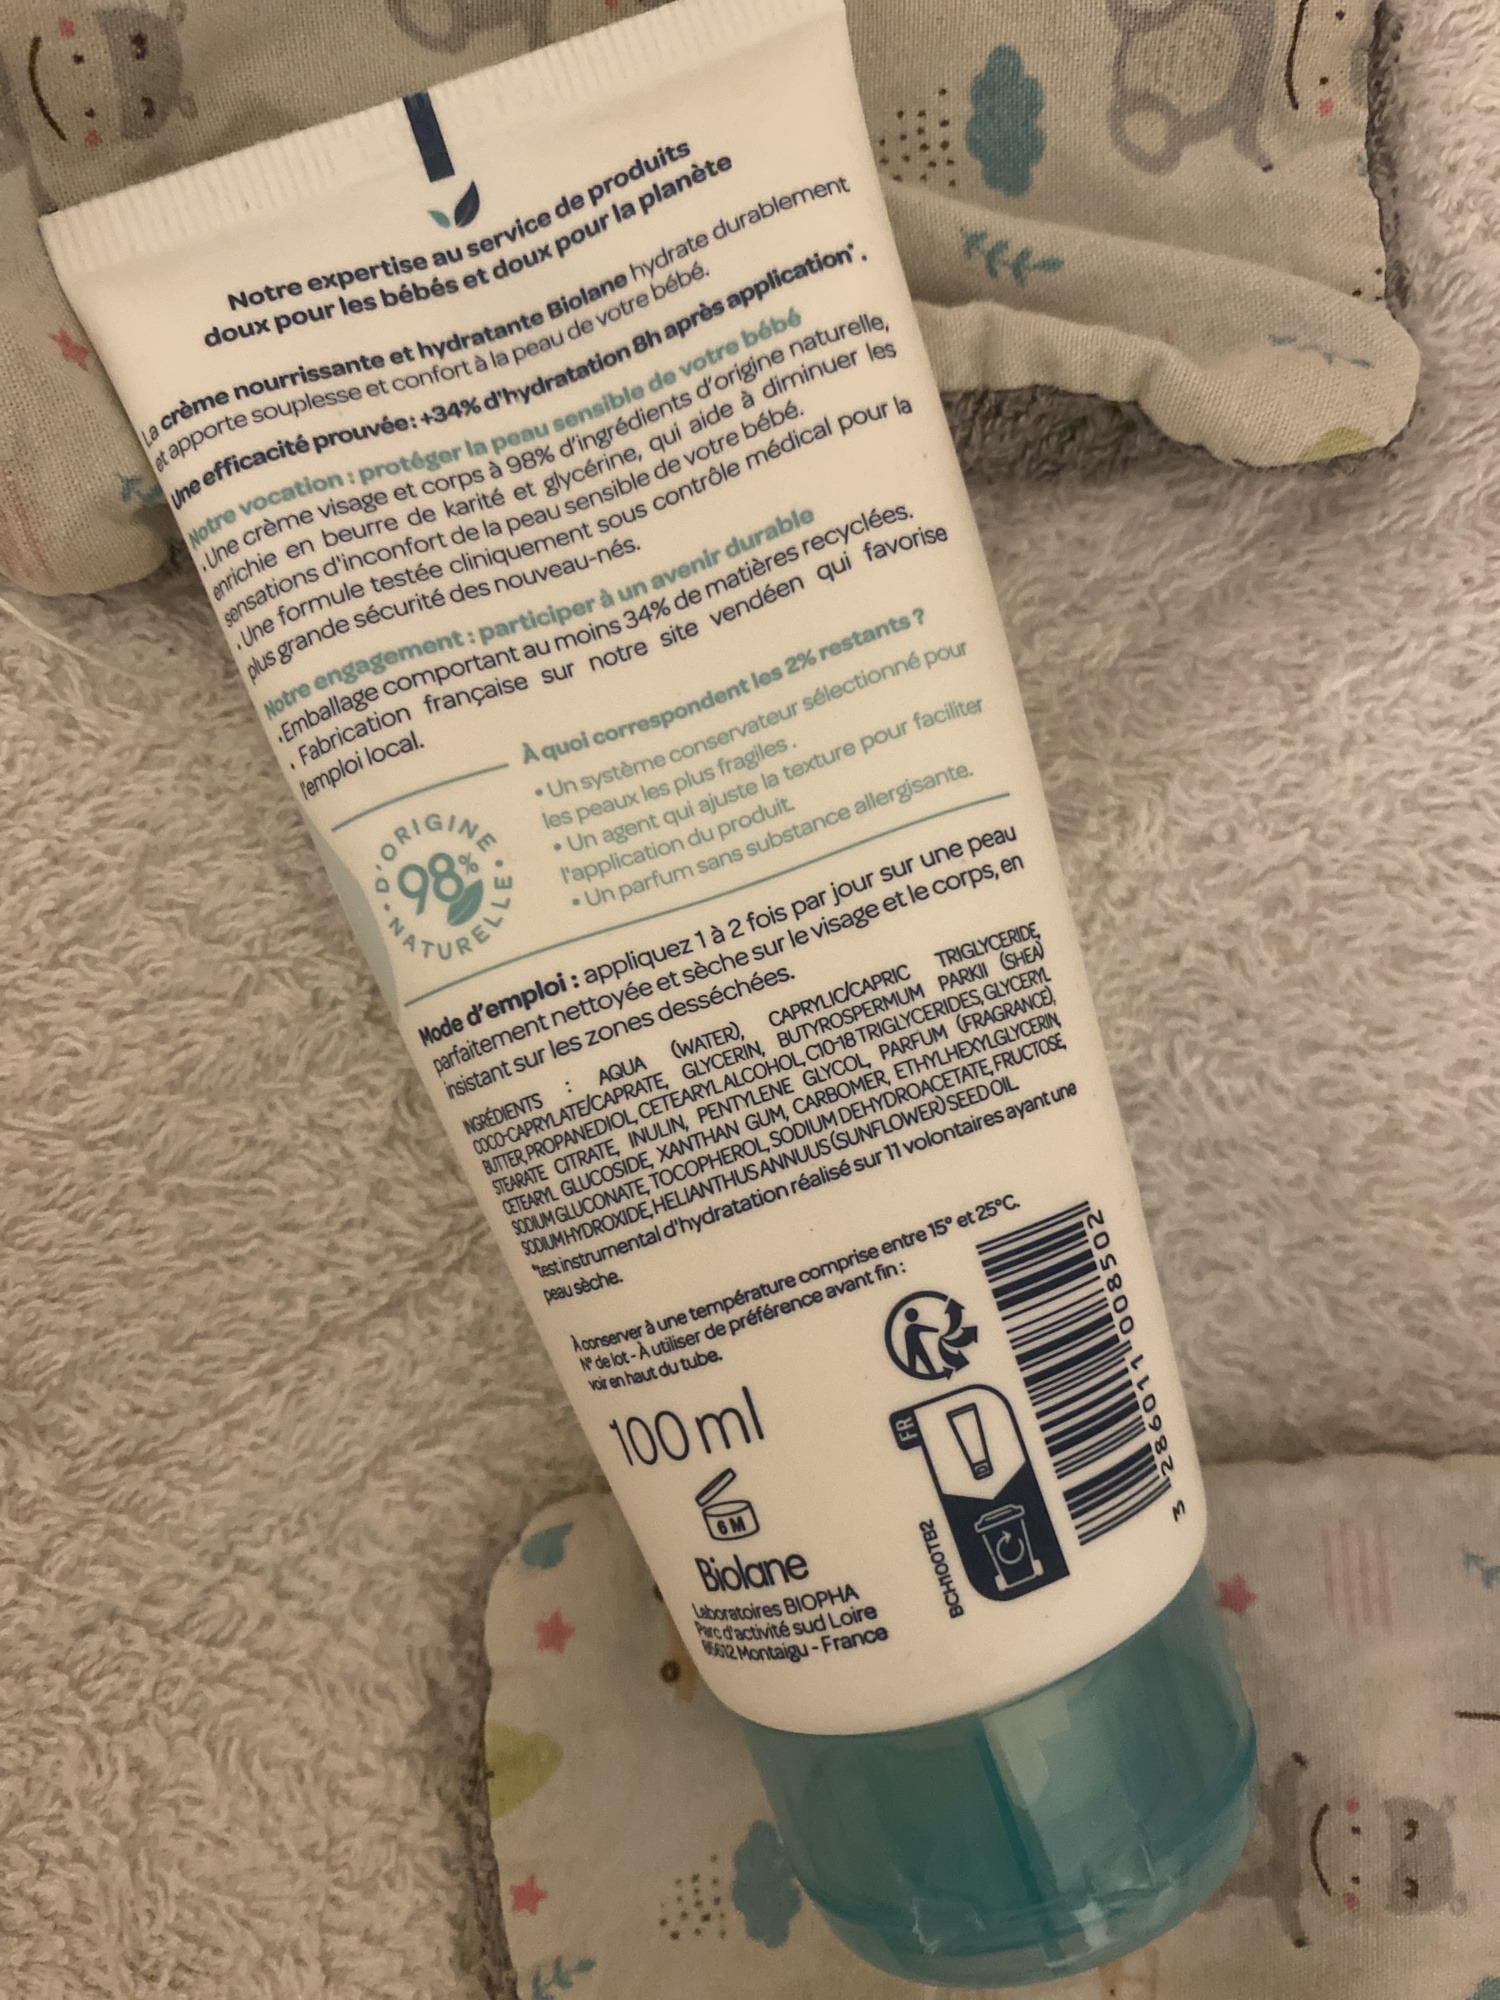 Notre expertise au service de produits
doux pour les bébés et doux pour la planète
La crème nourrissante et hydratante Biolane hydrate durablement
et apporte souplesse et confort à la peau de votre bébé.
Une efficacité prouvée : +34% d'hydratation 8h après application*.
Notre vocation : protéger la peau sensible de votre bébé
• Une crème visage et corps à 98% d'ingrédients d'origine naturelle,
enrichie en beurre de karité et glycérine, qui aide à diminuer les
sensations d'inconfort de la peau sensible de votre bébé.
• Une formule testée cliniquement sous contrôle médical pour la
plus grande sécurité des nouveau-nés.
Notre engagement : participer à un avenir durable
• Emballage comportant au moins 34% de matières recyclées.
• Fabrication française sur notre site vendéen qui favorise
l'emploi local.
98%
D'ORIGINE
NATURELLE
À quoi correspondent les 2% restants ?
• Un système conservateur sélectionné pour
les peaux les plus fragiles .
• Un agent qui ajuste la texture pour faciliter
l'application du produit.
• Un parfum sans substance allergisante.
Mode d'emploi : appliquez 1 à 2 fois par jour sur une peau
parfaitement nettoyée et sèche sur le visage et le corps, en
insistant sur les zones desséchées.
INGRÉDIENTS : AQUA (WATER), CAPRYLIC/CAPRIC TRIGLYCERIDE,
COCO-CAPRYLATE/CAPRATE, GLYCERIN, BUTYROSPERMUM PARKII (SHEA)
BUTTER, PROPANEDIOL, CETEARYL ALCOHOL, C10-18 TRIGLYCERIDES, GLYCERYL
STEARATE CITRATE, INULIN, PENTYLENE GLYCOL, PARFUM (FRAGRANCE),
CETEARYL GLUCOSIDE, XANTHAN GUM, CARBOMER, ETHYLHEXYLGLYCERIN,
SODIUM GLUCONATE, TOCOPHEROL, SODIUM DEHYDROACETATE, FRUCTOSE,
SODIUM HYDROXIDE, HELIANTHUS ANNUUS (SUNFLOWER) SEED OIL.
*test instrumental d'hydratation réalisé sur 11 volontaires ayant une
peau sèche.
À conserver à une température comprise entre 15° et 25°C.
N° de lot - À utiliser de préférence avant fin :
voir en haut du tube.
100 ml
6 M
Biolane
Laboratoires BIOPHA
Parc d'activité sud Loire
85612 Montaigu - France
FR
BCH100TB2
3 286011 008502